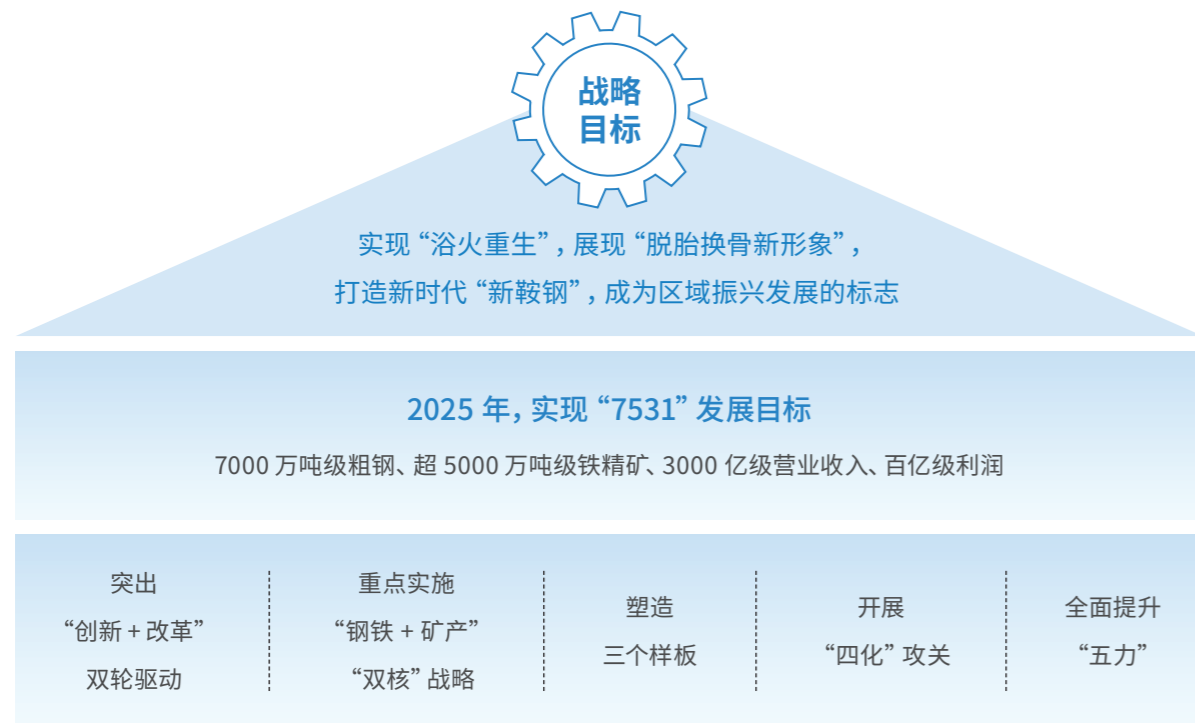 战略
目标
实现“浴火重生”，展现“脱胎换骨新形象”，
打造新时代“新鞍钢”，成为区域振兴发展的标志
2025 年，实现“7531”发展目标
7000 万吨级粗钢、超 5000 万吨级铁精矿、3000 亿级营业收入、百亿级利润
突出
“创新 + 改革”
双轮驱动
重点实施
“钢铁 + 矿产”
“双核”战略
塑造
三个样板
开展
“四化”攻关
全面提升
“五力”